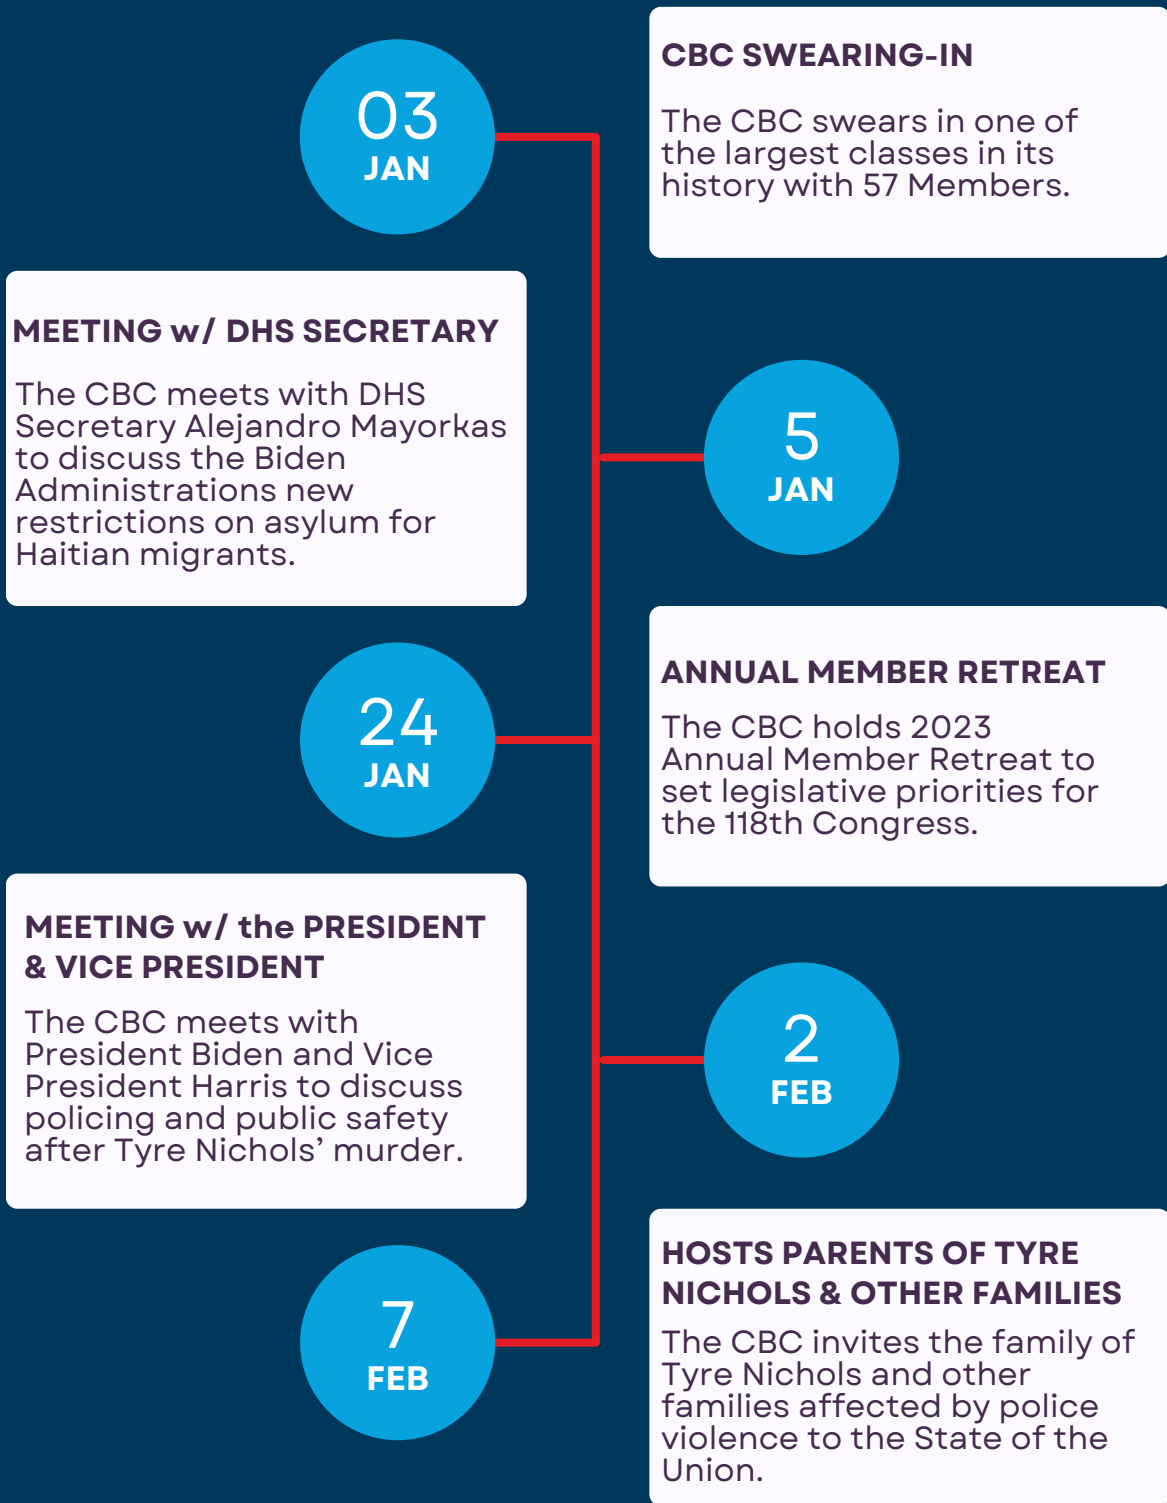 03
JAN
CBC SWEARING-IN
The CBC swears in one of
the largest classes in its
history with 57 Members.
MEETING w/ DHS SECRETARY
The CBC meets with DHS
Secretary Alejandro Mayorkas
to discuss the Biden
Administrations new
restrictions on asylum for
Haitian migrants.
5
JAN
24
JAN
ANNUAL MEMBER RETREAT
The CBC holds 2023
Annual Member Retreat to
set legislative priorities for
the 118th Congress.
MEETING w/ the PRESIDENT
& VICE PRESIDENT
The CBC meets with
President Biden and Vice
President Harris to discuss
policing and public safety
after Tyre Nichols’ murder.
2
FEB
7
FEB
HOSTS PARENTS OF TYRE
NICHOLS & OTHER FAMILIES
The CBC invites the family of
Tyre Nichols and other
families affected by police
violence to the State of the
Union.